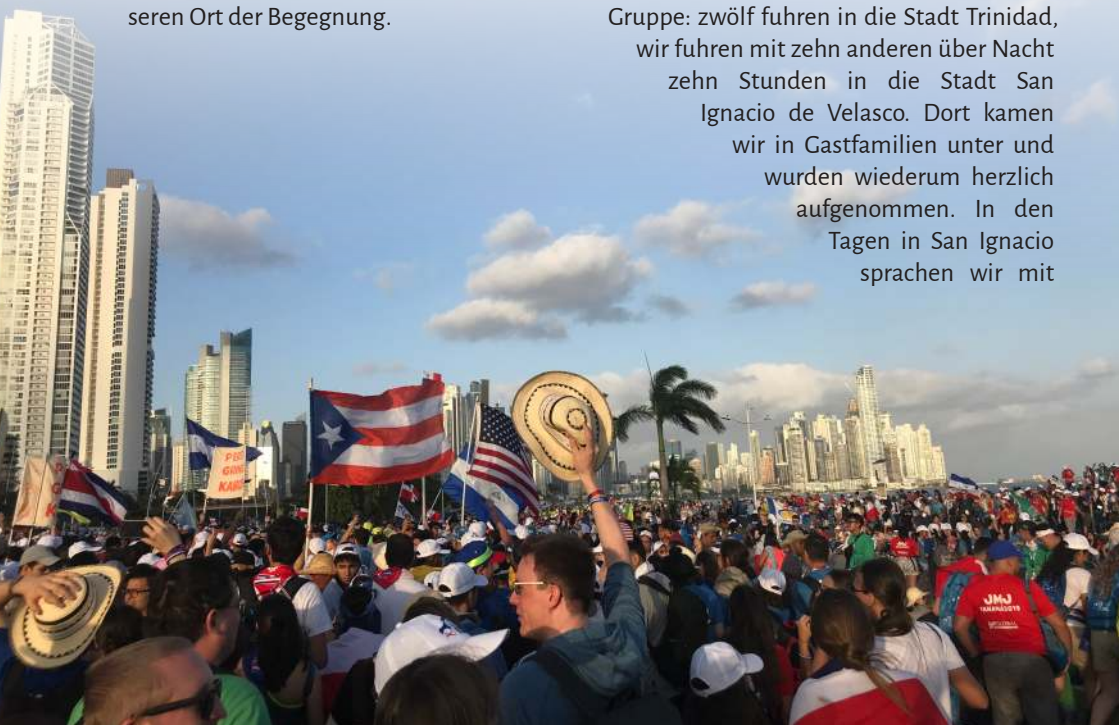 seren Ort der Begegnung.
Gruppe: zwölf fuhren in die Stadt Trinidad,
wir fuhren mit zehn anderen über Nacht
zehn Stunden in die Stadt San
Ignacio de Velasco. Dort kamen
wir in Gastfamilien unter und
wurden wiederum herzlich
aufgenommen. In den
Tagen in San Ignacio
sprachen wir mit
JMJ